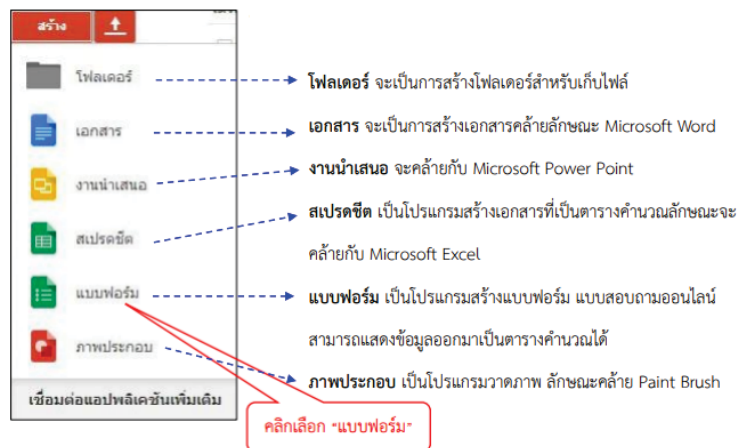 สร้าง
โฟลเดอร์
เอกสาร
งานนำเสนอ
สเปรดชีต
แบบฟอร์ม
ภาพประกอบ
เชื่อมต่อแอปพลิเคชันเพิ่มเติม
โฟลเดอร์ จะเป็นการสร้างโฟลเดอร์สำหรับเก็บไฟล์
เอกสาร จะเป็นการสร้างเอกสารคล้ายลักษณะ Microsoft Word
งานนำเสนอ จะคล้ายกับ Microsoft Power Point
สเปรดชีต เป็นโปรแกรมสร้างเอกสารที่เป็นตารางคำนวณลักษณะจะ
คล้ายกับ Microsoft Excel
แบบฟอร์ม เป็นโปรแกรมสร้างแบบฟอร์ม แบบสอบถามออนไลน์
สามารถแสดงข้อมูลออกมาเป็นตารางคำนวณได้
ภาพประกอบ เป็นโปรแกรมวาดภาพ ลักษณะคล้าย Paint Brush
คลิกเลือก "แบบฟอร์ม"